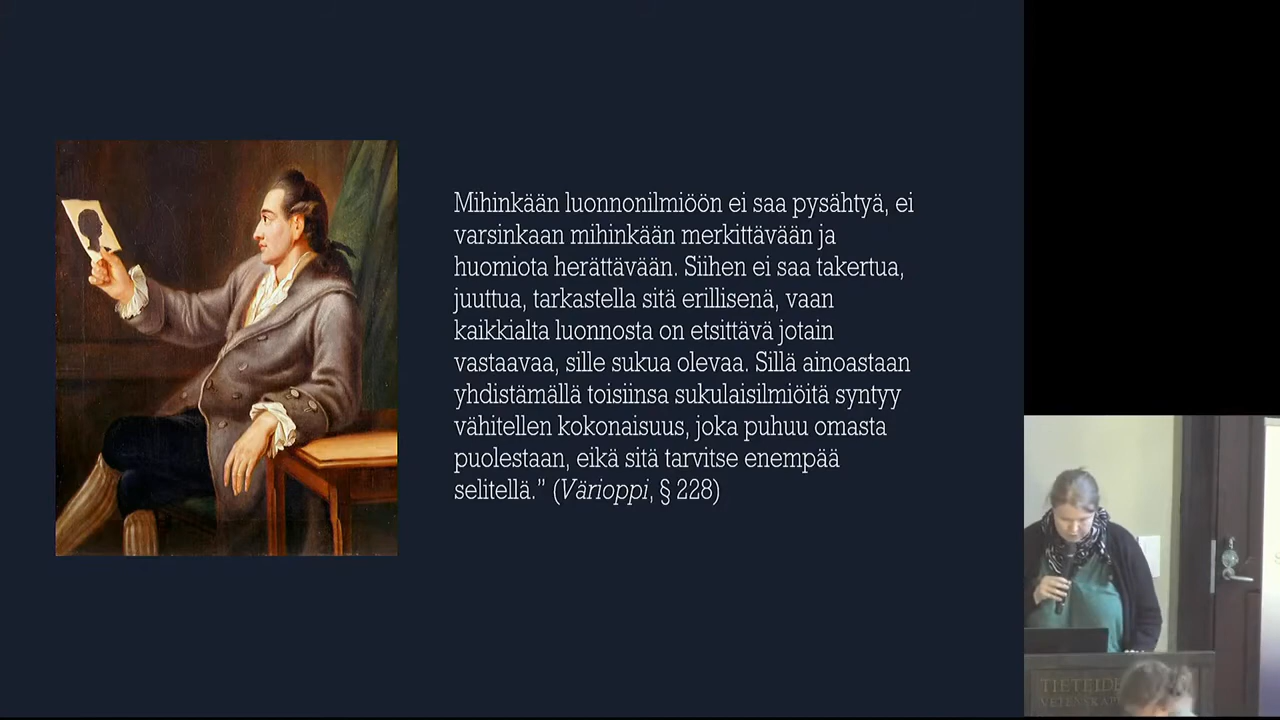 Mihinkään luonnonilmiöön ei saa pysähtyä, ei
varsinkaan mihinkään merkittävään ja
huomiota herättävään. Siihen ei saa takertua,
juuttua, tarkastella sitä erillisenä, vaan
kaikkialta luonnosta on etsittävä jotain
vastaavaa, sille sukua olevaa. Sillä ainoastaan
yhdistämällä toisiinsa sukulaisilmiöitä syntyy
vähitellen kokonaisuus, joka puhuu omasta
puolestaan, eikä sitä tarvitse enempää
selitellä.” (Värioppi, § 228)
TIETEIDE
VETENSKAP